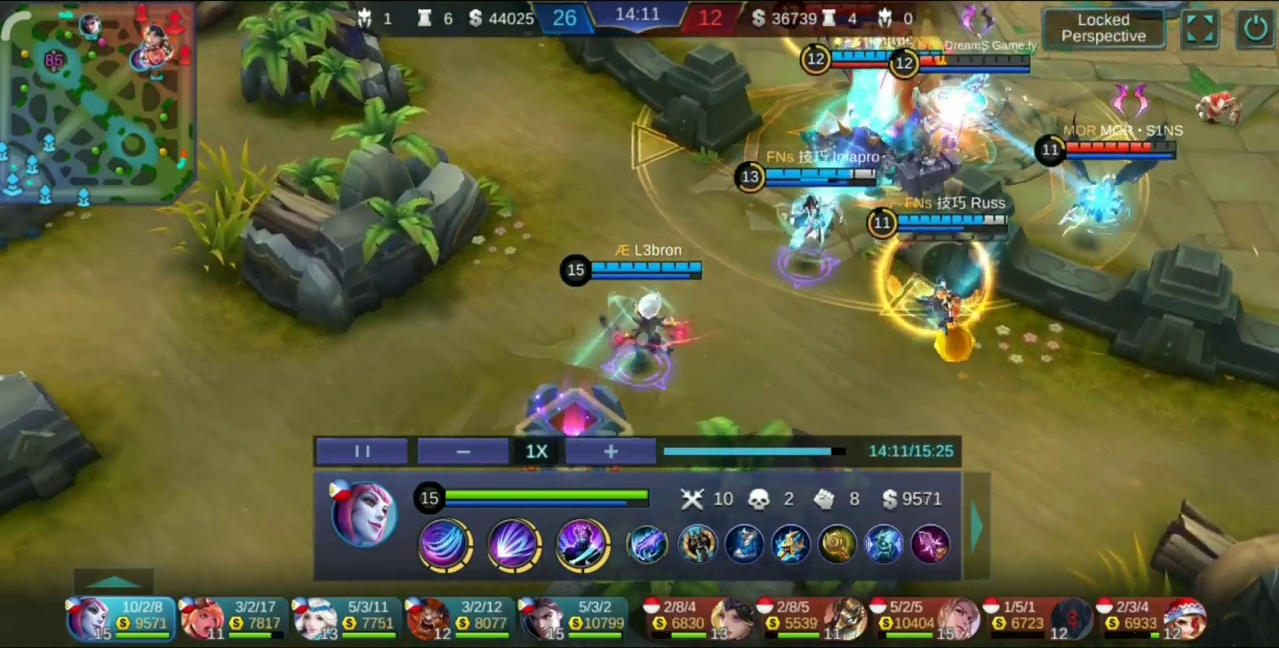 1 6 $ 44025 26 14:11 12 $ 36739 4 0
Locked
Perspective
86
DreamS Game.ly
12
12
MOR MOR • S1NS
11
FNs 技巧 Imapro
13
FNs 技巧 Russ
11
Æ L3bron
15
1X
14:11/15:25
15
10 2 8 $ 9571
10/2/8 3/2/17 5/3/11 3/2/12 5/3/2 2/8/4 2/8/5 5/2/5 1/5/1 2/3/4
9571 7817 7751 8077 10799 6830 5539 10404 6723 6933
15 11 13 12 15 13 11 15 12 12